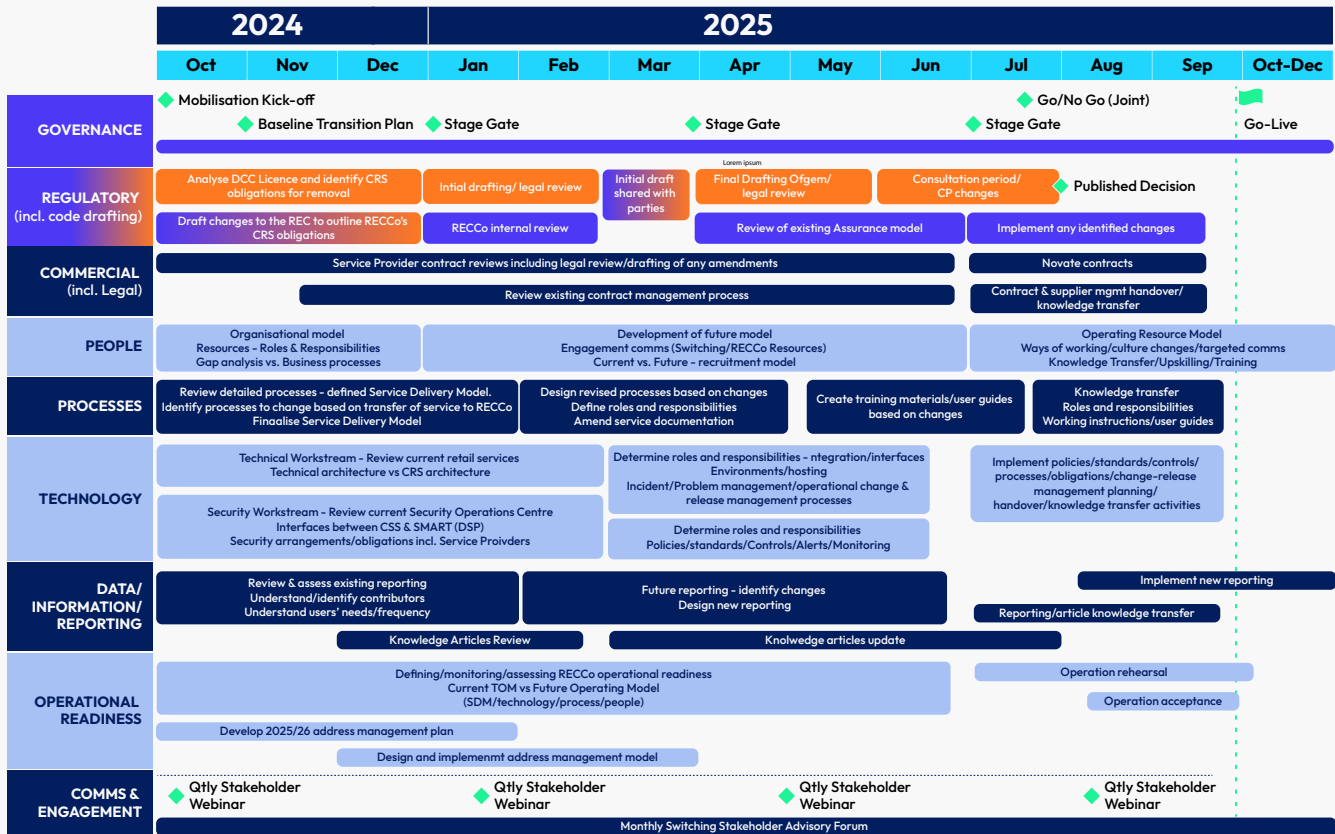 2024
2025
Oct
Nov
Dec
Jan
Feb
Mar
Apr
May
Jun
Jul
Aug
Sep
Oct-Dec
GOVERNANCE
Mobilisation Kick-off
Go/No Go (Joint)
Baseline Transition Plan
Stage Gate
Stage Gate
Stage Gate
Go-Live
Lorem ipsum
REGULATORY
(incl. code drafting)
Analyse DCC Licence and identify CRS
obligations for removal
Intial drafting/ legal review
Initial draft
shared with
parties
Final Drafting Ofgem/
legal review
Consultation period/
CP changes
Published Decision
Draft changes to the REC to outline RECCo's
CRS obligations
RECCo internal review
Review of existing Assurance model
Implement any identified changes
COMMERCIAL
(incl. Legal)
Service Provider contract reviews including legal review/drafting of any amendments
Novate contracts
Review existing contract management process
Contract & supplier mgmt handover/
knowledge transfer
PEOPLE
Organisational model
Resources - Roles & Responsibilities
Gap analysis vs. Business processes
Development of future model
Engagement comms (Switching/RECCo Resources)
Current vs. Future - recruitment model
Operating Resource Model
Ways of working/culture changes/targeted comms
Knowledge Transfer/Upskilling/Training
PROCESSES
Review detailed processes - defined Service Delivery Model.
Identify processes to change based on transfer of service to RECCo
Finaalise Service Delivery Model
Design revised processes based on changes
Define roles and responsibilities
Amend service documentation
Create training materials/user guides
based on changes
Knowledge transfer
Roles and responsibilities
Working instructions/user guides
TECHNOLOGY
Technical Workstream - Review current retail services
Technical architecture vs CRS architecture
Security Workstream - Review current Security Operations Centre
Interfaces between CSS & SMART (DSP)
Security arrangements/obligations incl. Service Proivders
Determine roles and responsibilities - ntegration/interfaces
Environments/hosting
Incident/Problem management/operational change &
release management processes
Determine roles and responsibilities
Policies/standards/Controls/Alerts/Monitoring
Implement policies/standards/controls/
processes/obligations/change-release
management planning/
handover/knowledge transfer activities
DATA/
INFORMATION/
REPORTING
Review & assess existing reporting
Understand/identify contributors
Understand users' needs/frequency
Future reporting - identify changes
Design new reporting
Implement new reporting
Reporting/article knowledge transfer
Knowledge Articles Review
Knolwedge articles update
OPERATIONAL
READINESS
Defining/monitoring/assessing RECCo operational readiness
Current TOM vs Future Operating Model
(SDM/technology/process/people)
Operation rehearsal
Operation acceptance
Develop 2025/26 address management plan
Design and implemenmt address management model
COMMS &
ENGAGEMENT
Qtly Stakeholder
Webinar
Qtly Stakeholder
Webinar
Qtly Stakeholder
Webinar
Qtly Stakeholder
Webinar
Monthly Switching Stakeholder Advisory Forum